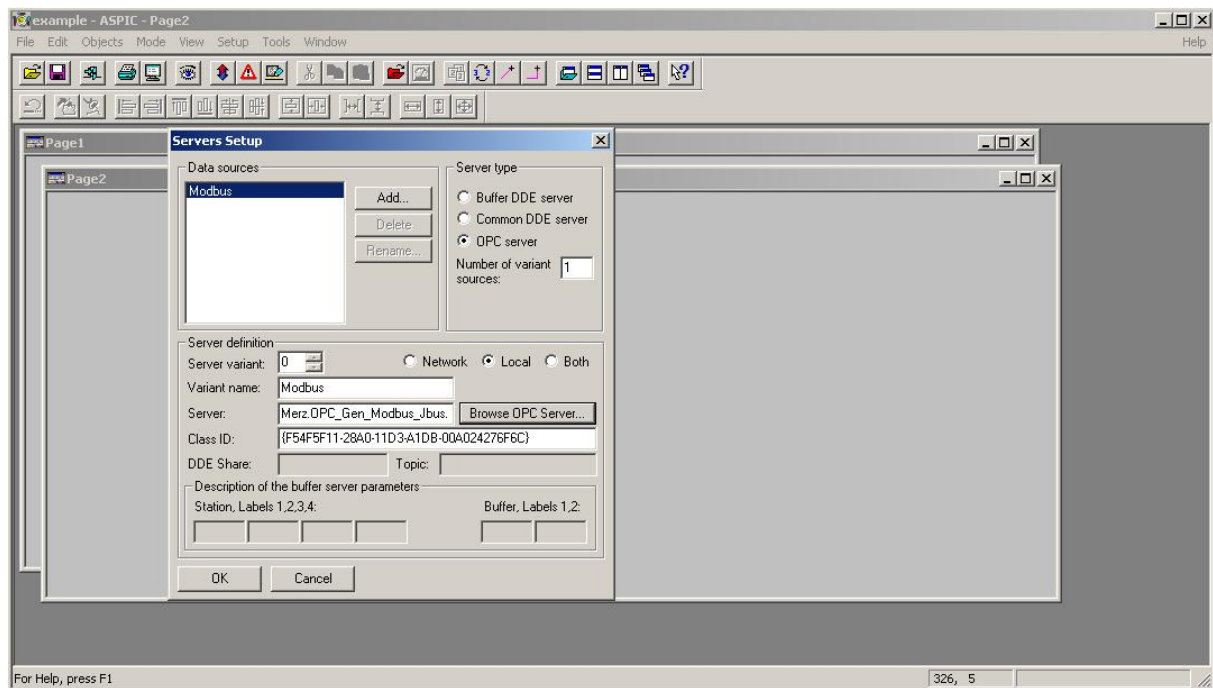 example - ASPIC - Page2
File Edit Objects Mode View Setup Tools Window Help
Page1
Page2
Servers Setup
Data sources
Modbus
Add...
Delete
Rename...
Server type
Buffer DDE server
Common DDE server
OPC server
Number of variant sources: 1
Server definition
Server variant: 0 Network Local Both
Variant name: Modbus
Server: Merz.OPC_Gen_Modbus_Jbus. Browse OPC Server...
Class ID: {F54F5F11-28A0-11D3-A1DB-00A024276F6C}
DDE Share: Topic:
Description of the buffer server parameters
Station, Labels 1,2,3,4: Buffer, Labels 1,2:
OK Cancel
For Help, press F1 326, 5